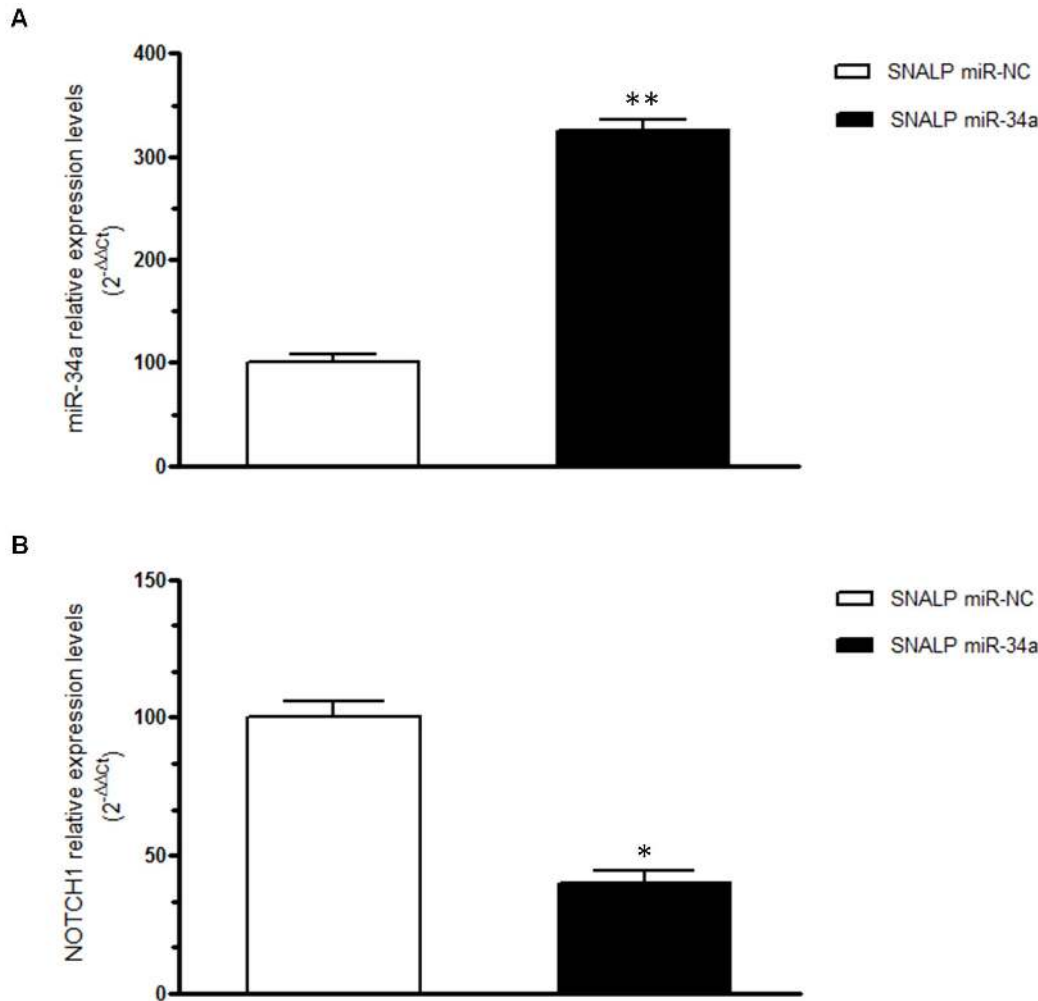 A
400
300
200
100
0
miR-34a relative expression levels
(2-ΔΔCt)
**
SNALP miR-NC
SNALP miR-34a
B
150
100
50
0
NOTCH1 relative expression levels
(2-ΔΔCt)
*
SNALP miR-NC
SNALP miR-34a